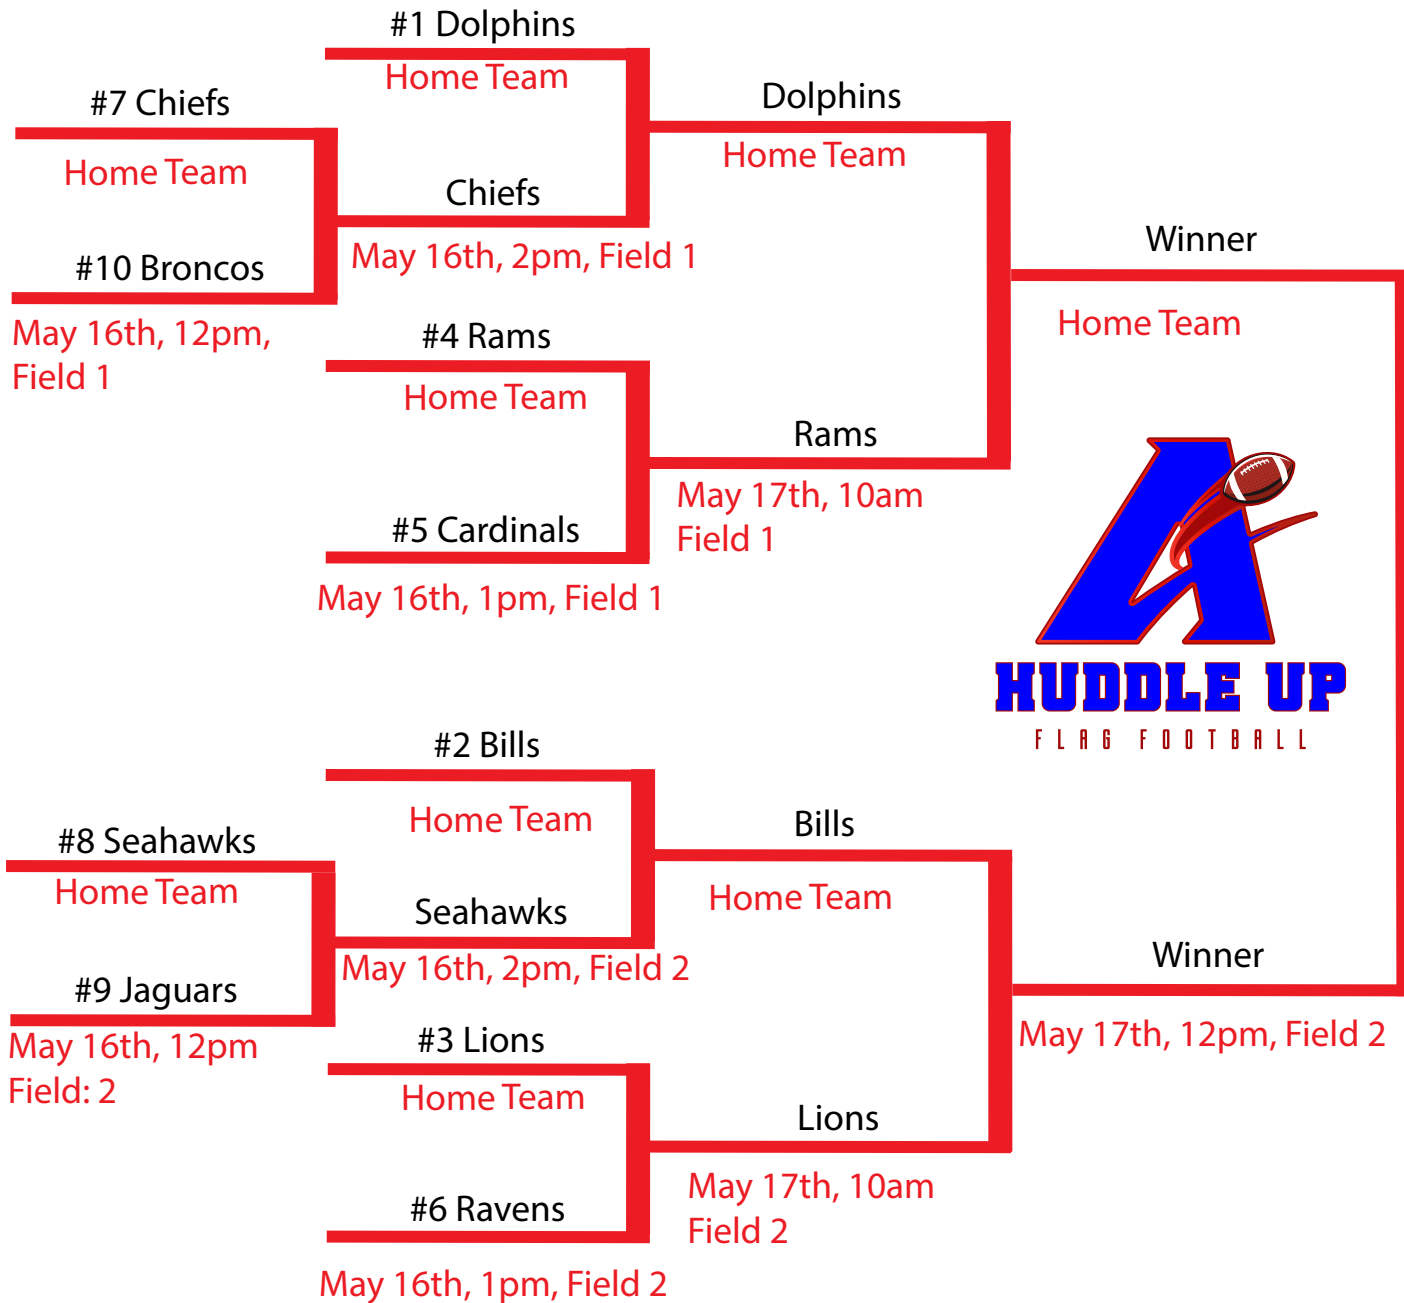 #1 Dolphins
Home Team
#7 Chiefs
Home Team
Dolphins
Home Team
Chiefs
May 16th, 2pm, Field 1
#10 Broncos
May 16th, 12pm,
Field 1
Winner
Home Team
#4 Rams
Home Team
Rams
May 17th, 10am
Field 1
#5 Cardinals
May 16th, 1pm, Field 1
HUDDLE UP
FLAG FOOTBALL
#2 Bills
Home Team
#8 Seahawks
Home Team
Bills
Home Team
Seahawks
May 16th, 2pm, Field 2
#9 Jaguars
May 16th, 12pm
Field: 2
Winner
May 17th, 12pm, Field 2
#3 Lions
Home Team
Lions
May 17th, 10am
Field 2
#6 Ravens
May 16th, 1pm, Field 2